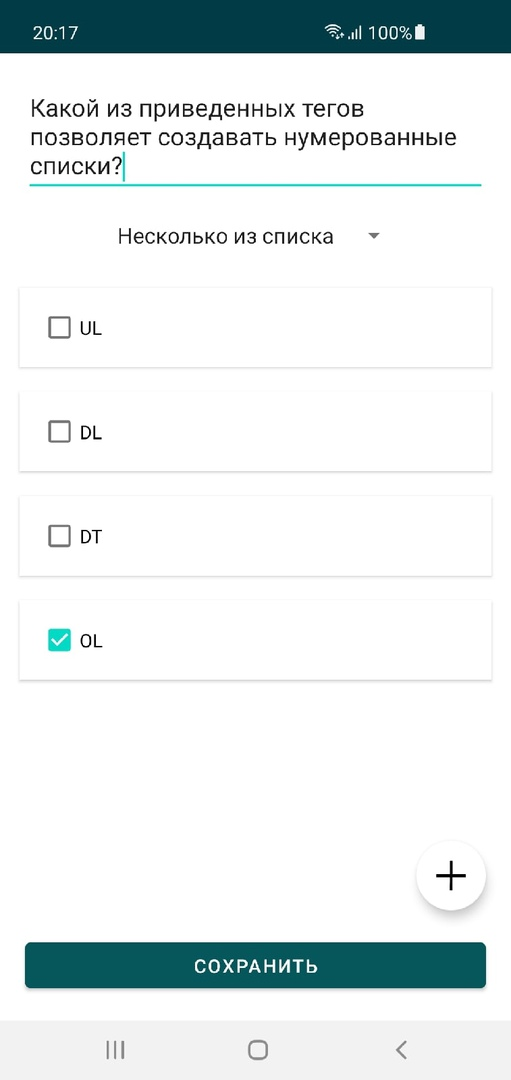 20:17
100%
Какой из приведенных тегов
позволяет создавать нумерованные
списки?
Несколько из списка
UL
DL
DT
OL
СОХРАНИТЬ